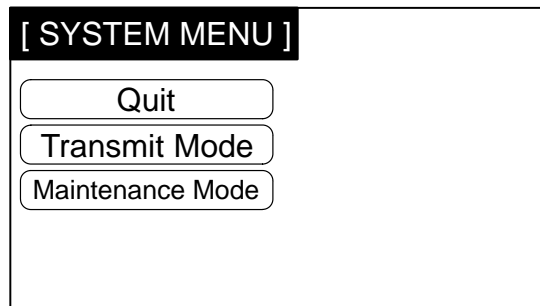 [ SYSTEM MENU ]
Quit
Transmit Mode
Maintenance Mode